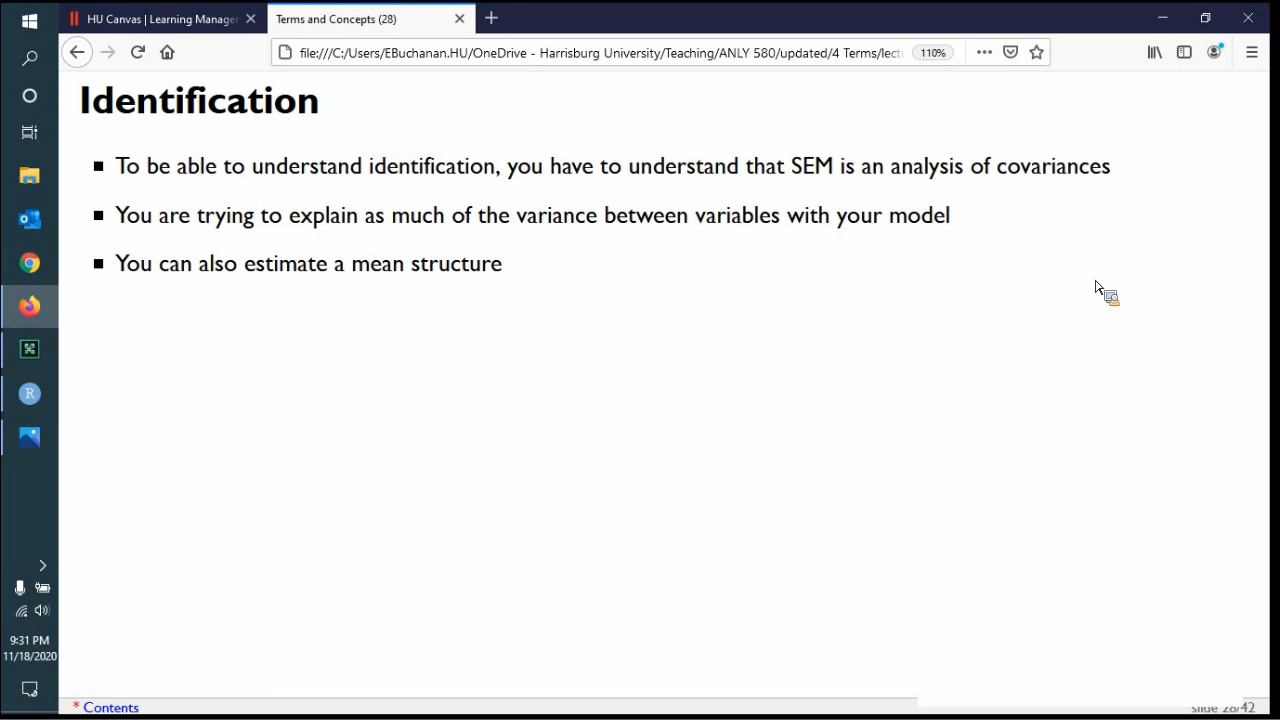 HU Canvas | Learning Manage
Terms and Concepts (28)
file:///C:/Users/EBuchanan.HU/OneDrive - Harrisburg University/Teaching/ANLY 580/updated/4 Terms/lect
110%
Identification
To be able to understand identification, you have to understand that SEM is an analysis of covariances
You are trying to explain as much of the variance between variables with your model
You can also estimate a mean structure
9:31 PM
11/18/2020
* Contents
slide 28/42